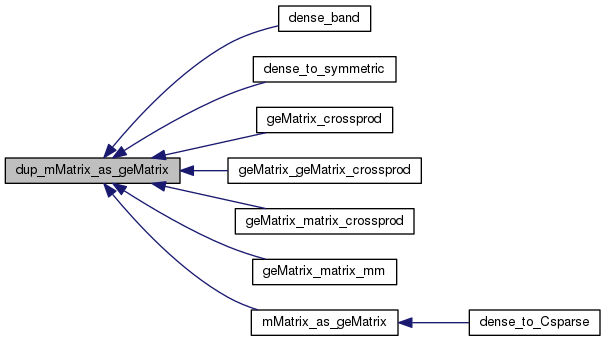 dense_band
dense_to_symmetric
geMatrix_crossprod
dup_mMatrix_as_geMatrix
geMatrix_geMatrix_crossprod
geMatrix_matrix_crossprod
geMatrix_matrix_mm
mMatrix_as_geMatrix
dense_to_Csparse